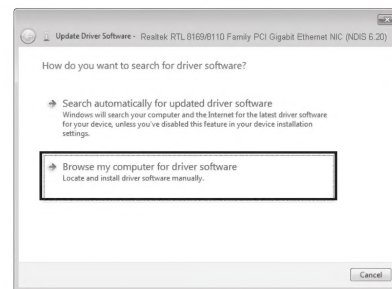 Update Driver Software - Realtek RTL 8169/8110 Family PCI Gigabit Ethernet NIC (NDIS 6.20)
How do you want to search for driver software?
Search automatically for updated driver software
Windows will search your computer and the Internet for the latest driver software
for your device, unless you've disabled this feature in your device installation
settings.
Browse my computer for driver software
Locate and install driver software manually.
Cancel